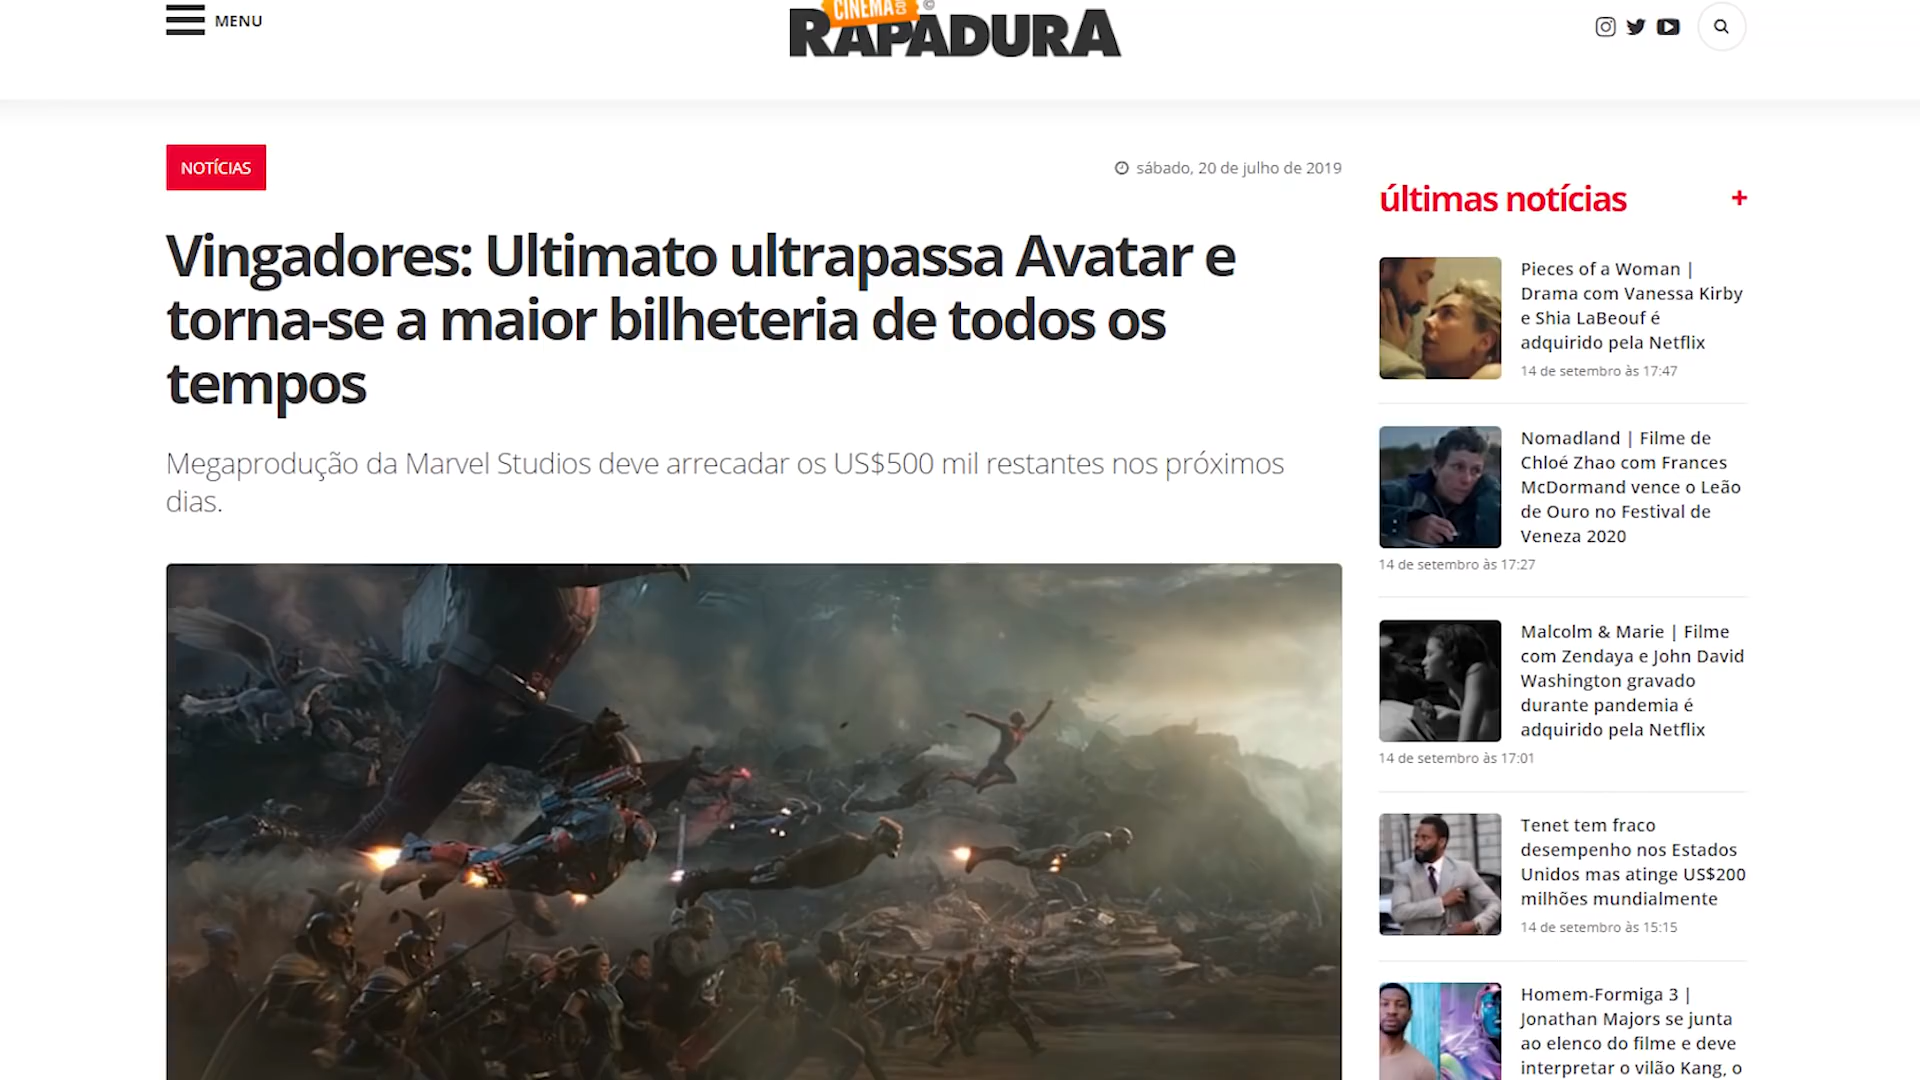 MENU
CINEMA COM
RAPADURA
NOTÍCIAS
sábado, 20 de julho de 2019
Vingadores: Ultimato ultrapassa Avatar e
torna-se a maior bilheteria de todos os
tempos
Megaprodução da Marvel Studios deve arrecadar os US$500 mil restantes nos próximos
dias.
últimas notícias +
Pieces of a Woman |
Drama com Vanessa Kirby
e Shia LaBeouf é
adquirido pela Netflix
14 de setembro às 17:47
Nomadland | Filme de
Chloé Zhao com Frances
McDormand vence o Leão
de Ouro no Festival de
Veneza 2020
14 de setembro às 17:27
Malcolm & Marie | Filme
com Zendaya e John David
Washington gravado
durante pandemia é
adquirido pela Netflix
14 de setembro às 17:01
Tenet tem fraco
desempenho nos Estados
Unidos mas atinge US$200
milhões mundialmente
14 de setembro às 15:15
Homem-Formiga 3 |
Jonathan Majors se junta
ao elenco do filme e deve
interpretar o vilão Kang, o